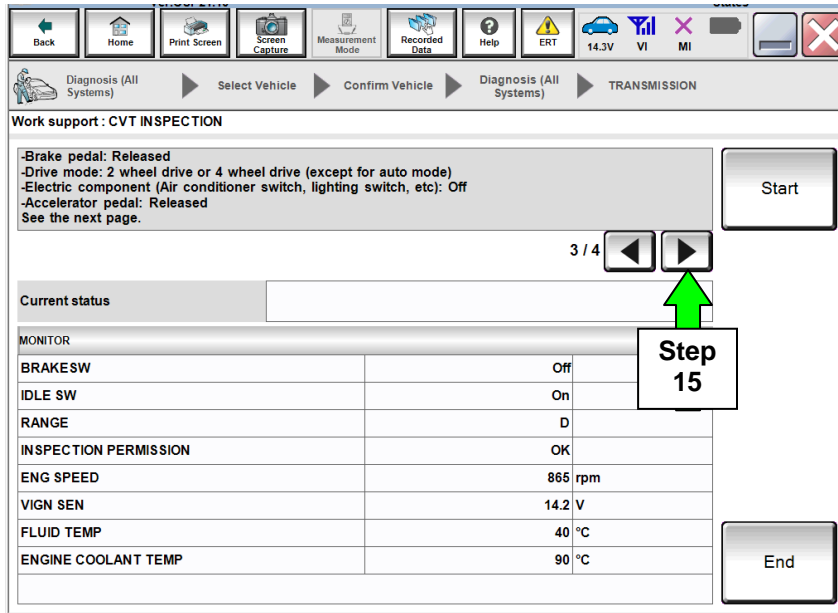 Back
Home
Print Screen
Screen
Capture
Measurement
Mode
Recorded
Data
Help
ERT
14.3V
VI
MI
Diagnosis (All
Systems)
Select Vehicle
Confirm Vehicle
Diagnosis (All
Systems)
TRANSMISSION
Work support : CVT INSPECTION
-Brake pedal: Released
-Drive mode: 2 wheel drive or 4 wheel drive (except for auto mode)
-Electric component (Air conditioner switch, lighting switch, etc): Off
-Accelerator pedal: Released
See the next page.
Start
3 / 4
Current status
Step
15
MONITOR
BRAKESW Off
IDLE SW On
RANGE D
INSPECTION PERMISSION OK
ENG SPEED 865 rpm
VIGN SEN 14.2 V
FLUID TEMP 40 °C
ENGINE COOLANT TEMP 90 °C
End